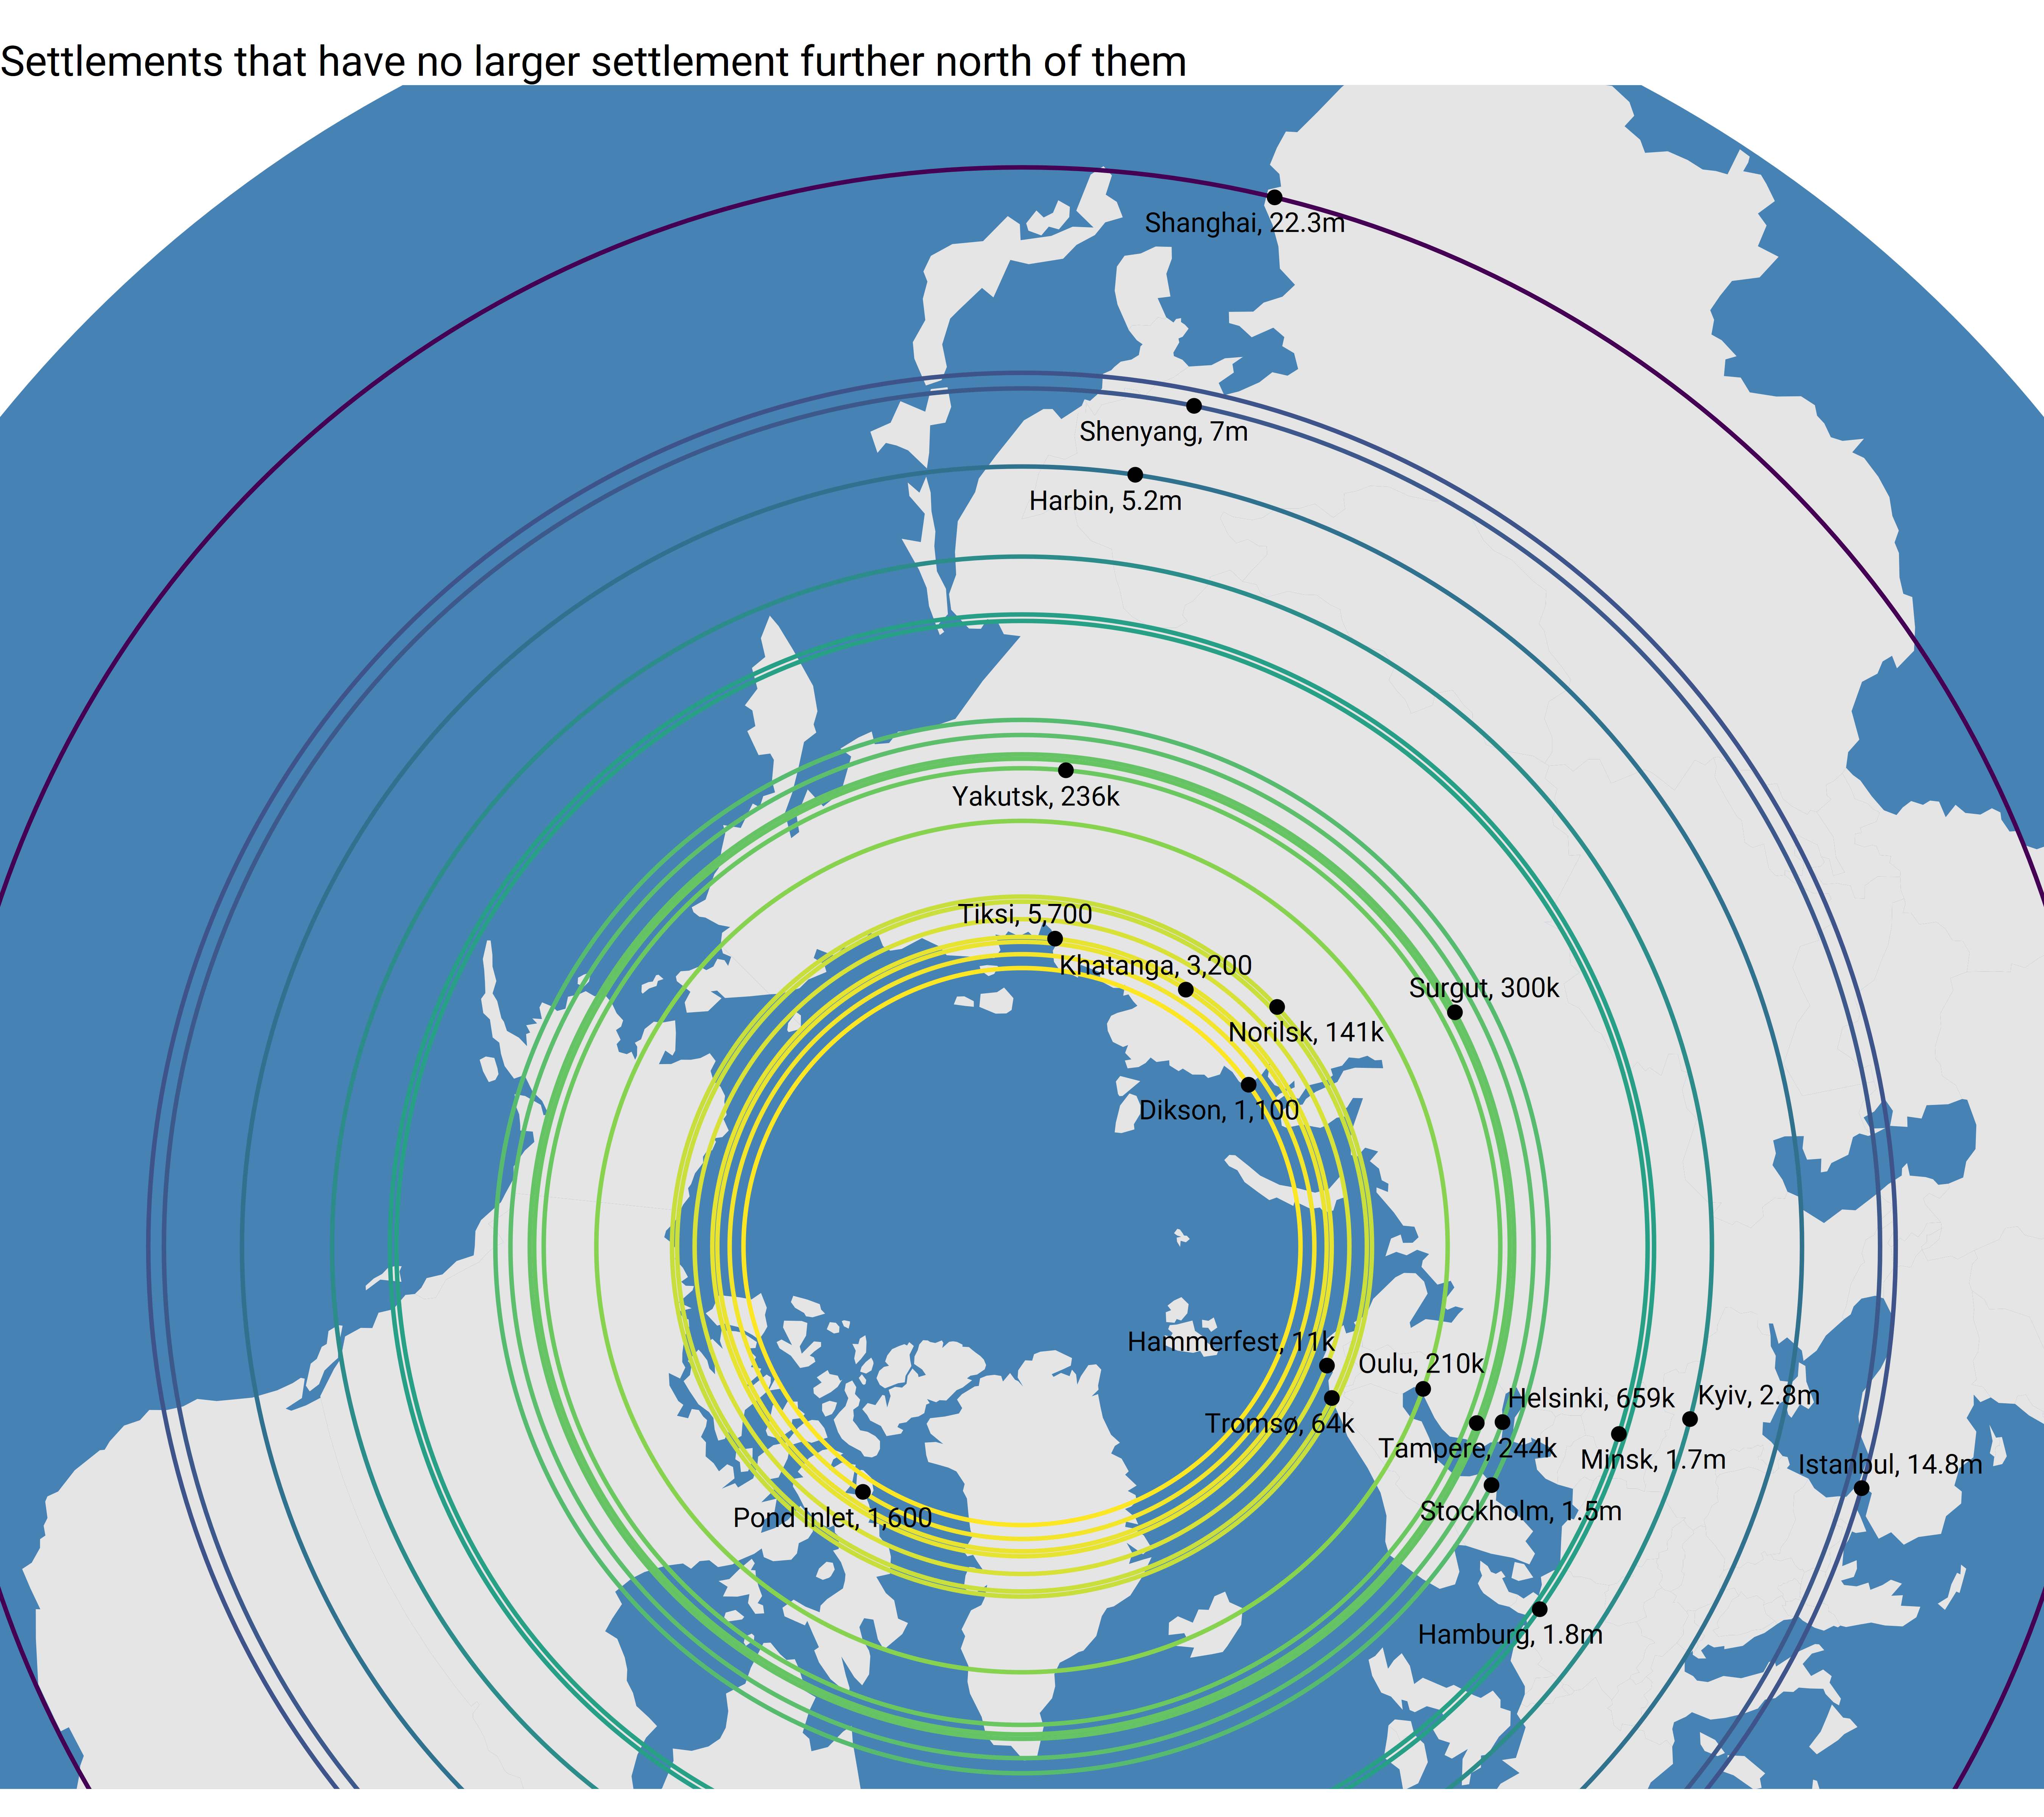 Settlements that have no larger settlement further north of them
Shanghai, 22.3m
Shenyang, 7m
Harbin, 5.2m
Yakutsk, 236k
Tiksi, 5,700
Khatanga, 3,200
Surgut, 300k
Norilsk, 141k
Dikson, 1,100
Hammerfest, 11k
Oulu, 210k
Helsinki, 659k
Kyiv, 2.8m
Tromsø, 64k
Tampere, 244k
Minsk, 1.7m
Istanbul, 14.8m
Stockholm, 1.5m
Pond Inlet, 1,600
Hamburg, 1.8m